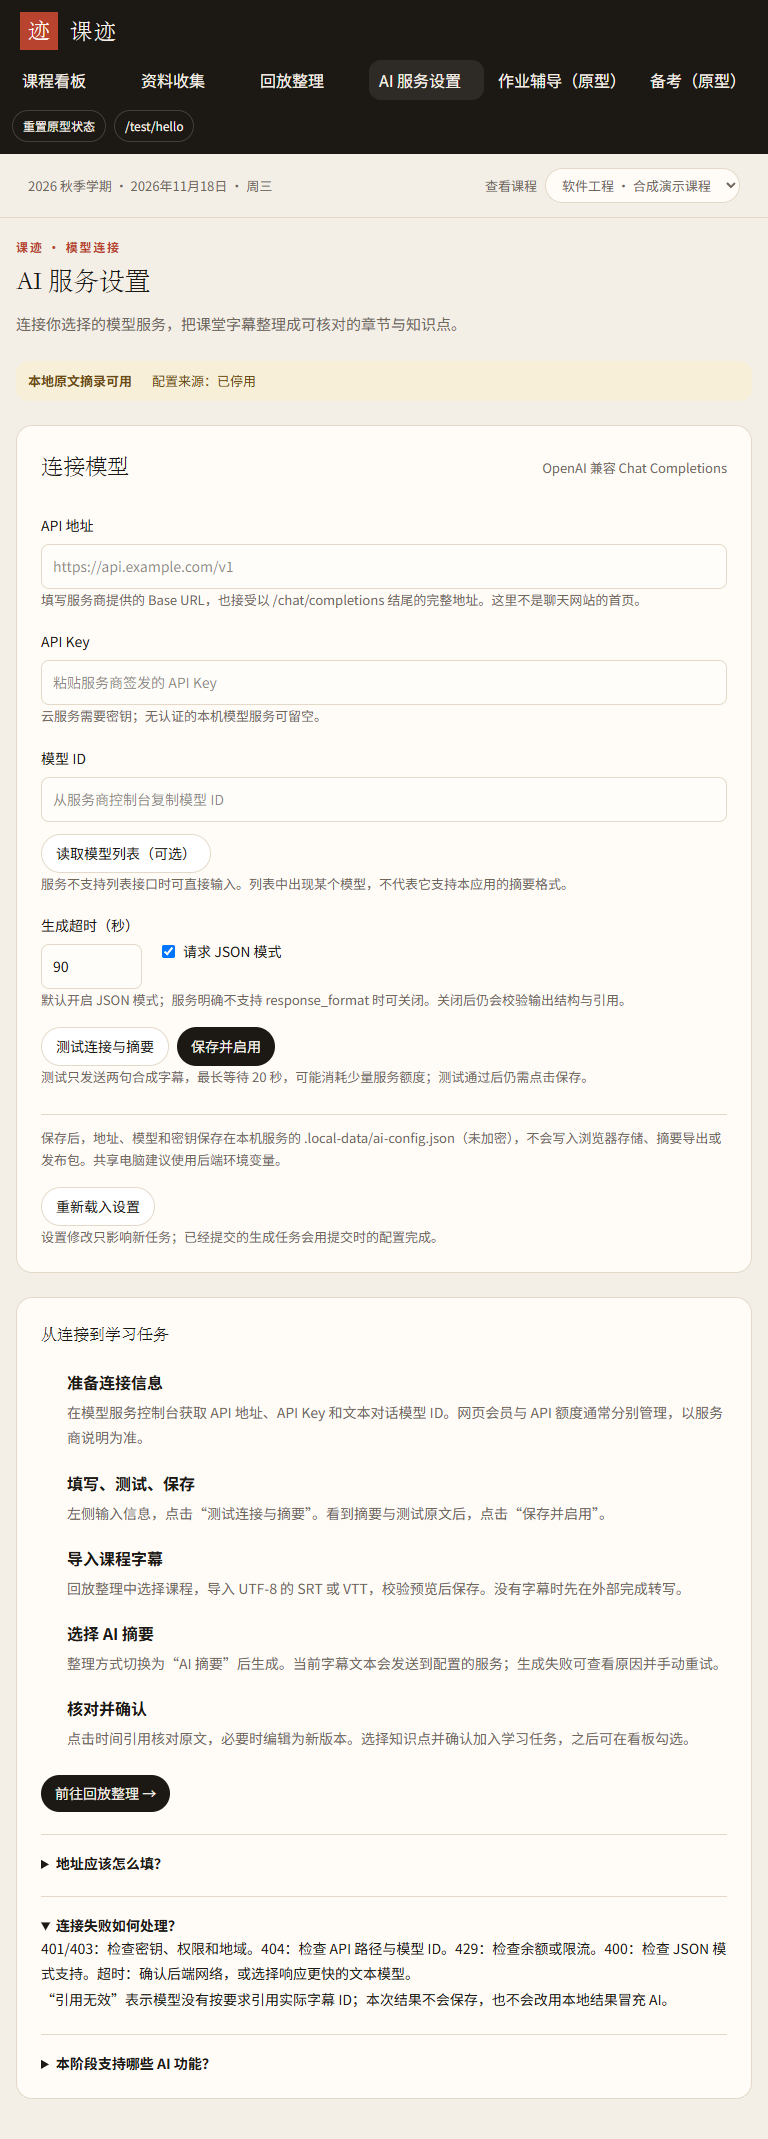 迹 课迹
课程看板 资料收集 回放整理 AI 服务设置 作业辅导（原型） 备考（原型）
重置原型状态 /test/hello
2026 秋季学期 · 2026年11月18日 · 周三 查看课程 软件工程 · 合成演示课程
课迹 · 模型连接
AI 服务设置
连接你选择的模型服务，把课堂字幕整理成可核对的章节与知识点。
本地原文摘录可用 配置来源：已停用
连接模型 OpenAI 兼容 Chat Completions
API 地址
https://api.example.com/v1
填写服务商提供的 Base URL，也接受以 /chat/completions 结尾的完整地址。这里不是聊天网站的首页。
API Key
粘贴服务商签发的 API Key
云服务需要密钥；无认证的本机模型服务可留空。
模型 ID
从服务商控制台复制模型 ID
读取模型列表（可选）
服务不支持列表接口时可直接输入。列表中出现某个模型，不代表它支持本应用的摘要格式。
生成超时（秒）
90 请求 JSON 模式
默认开启 JSON 模式；服务明确不支持 response_format 时可关闭。关闭后仍会校验输出结构与引用。
测试连接与摘要 保存并启用
测试只发送两句合成字幕，最长等待 20 秒，可能消耗少量服务额度；测试通过后仍需点击保存。
保存后，地址、模型和密钥保存在本机服务的 .local-data/ai-config.json（未加密），不会写入浏览器存储、摘要导出或
发布包。共享电脑建议使用后端环境变量。
重新载入设置
设置修改只影响新任务；已经提交的生成任务会用提交时的配置完成。
从连接到学习任务
准备连接信息
在模型服务控制台获取 API 地址、API Key 和文本对话模型 ID。网页会员与 API 额度通常分别管理，以服务
商说明为准。
填写、测试、保存
左侧输入信息，点击“测试连接与摘要”。看到摘要与测试原文后，点击“保存并启用”。
导入课程字幕
回放整理中选择课程，导入 UTF-8 的 SRT 或 VTT，校验预览后保存。没有字幕时先在外部完成转写。
选择 AI 摘要
整理方式切换为“AI 摘要”后生成。当前字幕文本会发送到配置的服务；生成失败可查看原因并手动重试。
核对并确认
点击时间引用核对原文，必要时编辑为新版本。选择知识点并确认加入学习任务，之后可在看板勾选。
前往回放整理 →
地址应该怎么填？
连接失败如何处理？
401/403：检查密钥、权限和地域。404：检查 API 路径与模型 ID。429：检查余额或限流。400：检查 JSON 模
式支持。超时：确认后端网络，或选择响应更快的文本模型。
“引用无效”表示模型没有按要求引用实际字幕 ID；本次结果不会保存，也不会改用本地结果冒充 AI。
本阶段支持哪些 AI 功能？